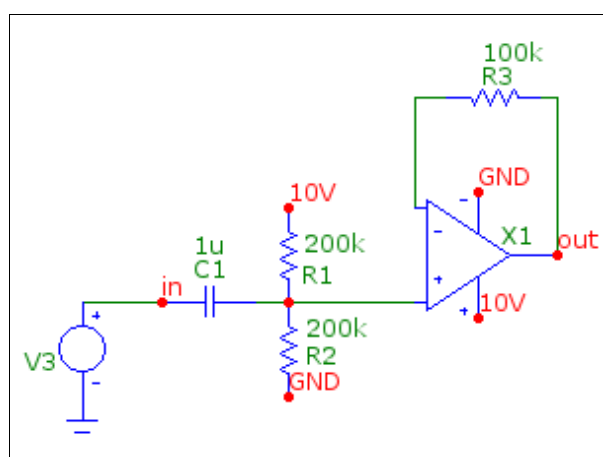 100k
R3
GND
10V
X1
out
200k
R1
1u
C1
in
200k
R2
GND
10V
V3
+
-
-
+
-
+